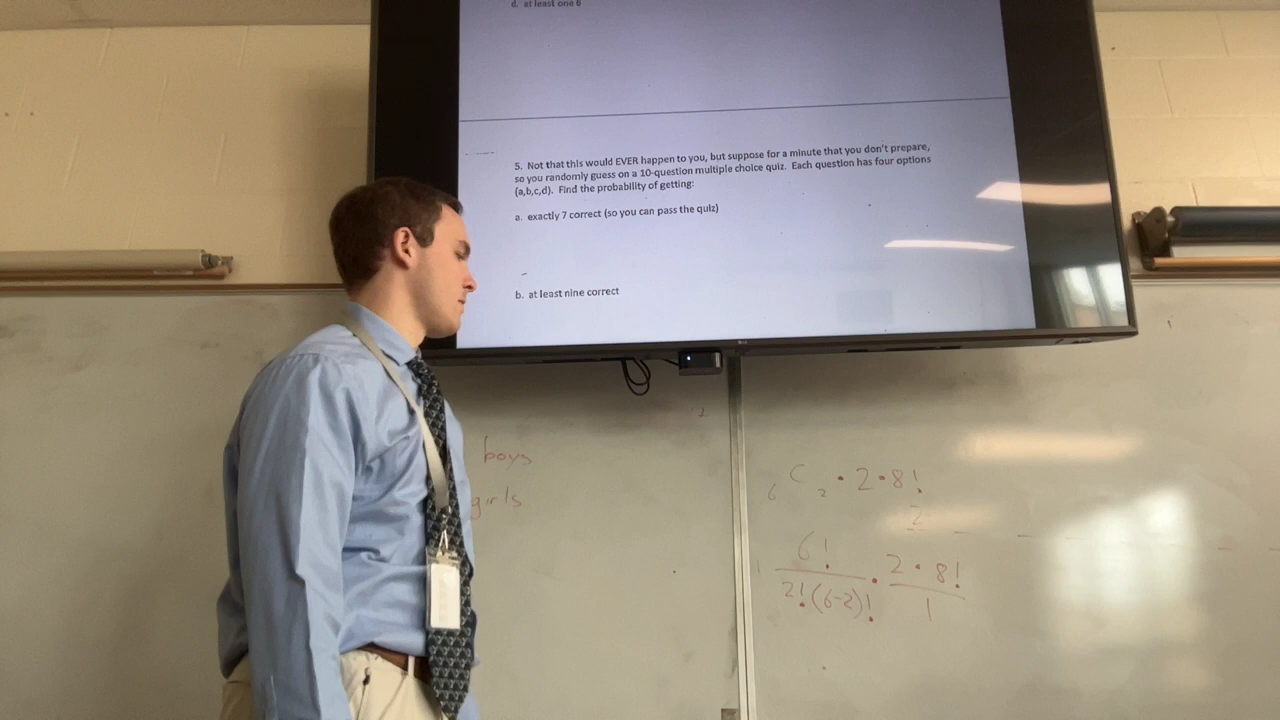 d. at least one 6
5. Not that this would EVER happen to you, but suppose for a minute that you don't prepare,
so you randomly guess on a 10-question multiple choice quiz. Each question has four options
(a,b,c,d). Find the probability of getting:
a. exactly 7 correct (so you can pass the quiz)
b. at least nine correct
boys
girls
6 C 2 • 2 • 8!
2
6!
2!(6-2)!
•
2 • 8!
1